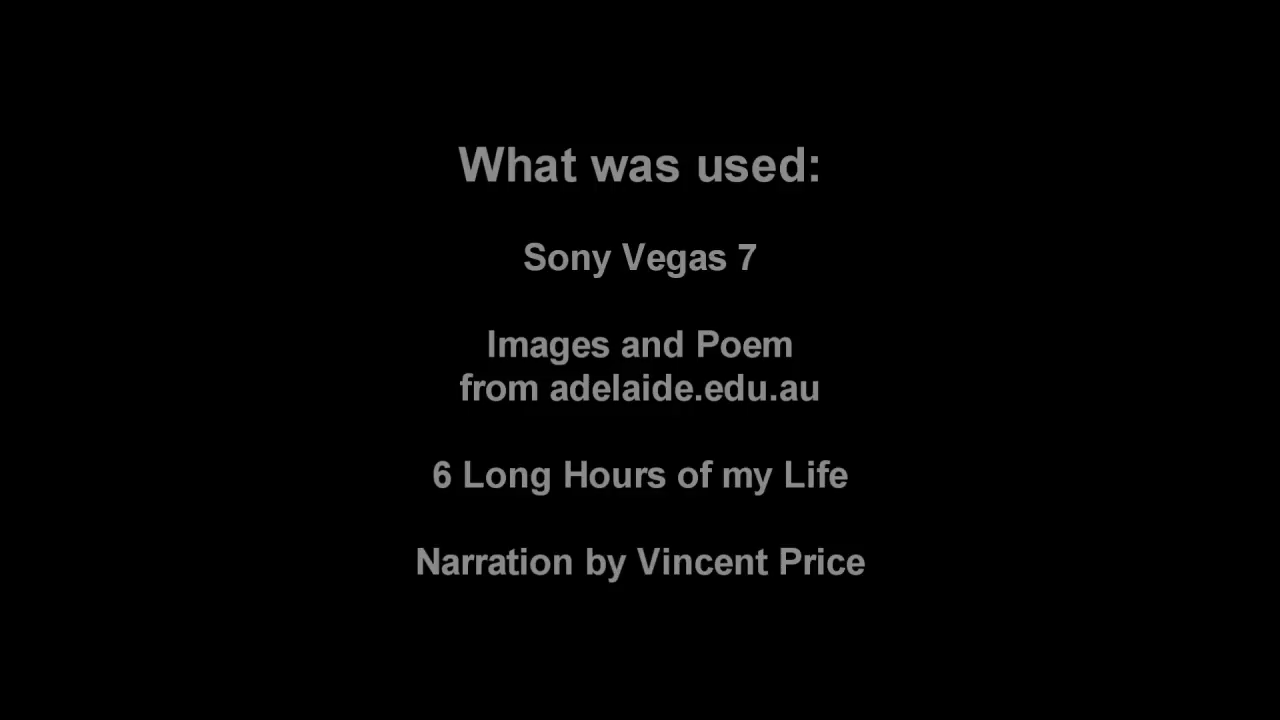 What was used:
Sony Vegas 7
Images and Poem
from adelaide.edu.au
6 Long Hours of my Life
Narration by Vincent Price